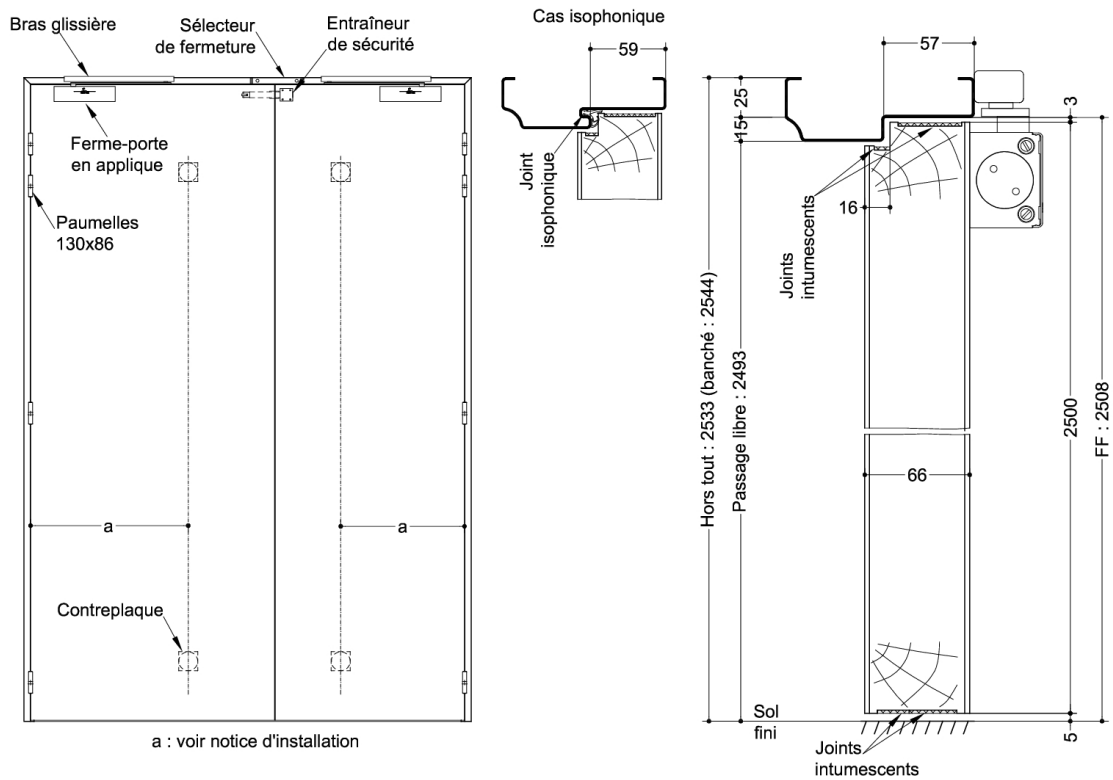 Bras glissière
Sélecteur
de fermeture
Entraîneur
de sécurité
Ferme-porte
en applique
Paumelles
130x86
a
a
Contreplaque
a : voir notice d'installation
Cas isophonique
59
Joint
isophonique
57
25
15
3
16
Joints
intumescents
Hors tout : 2533 (banché : 2544)
Passage libre : 2493
66
2500
FF : 2508
Sol
fini
5
Joints
intumescents